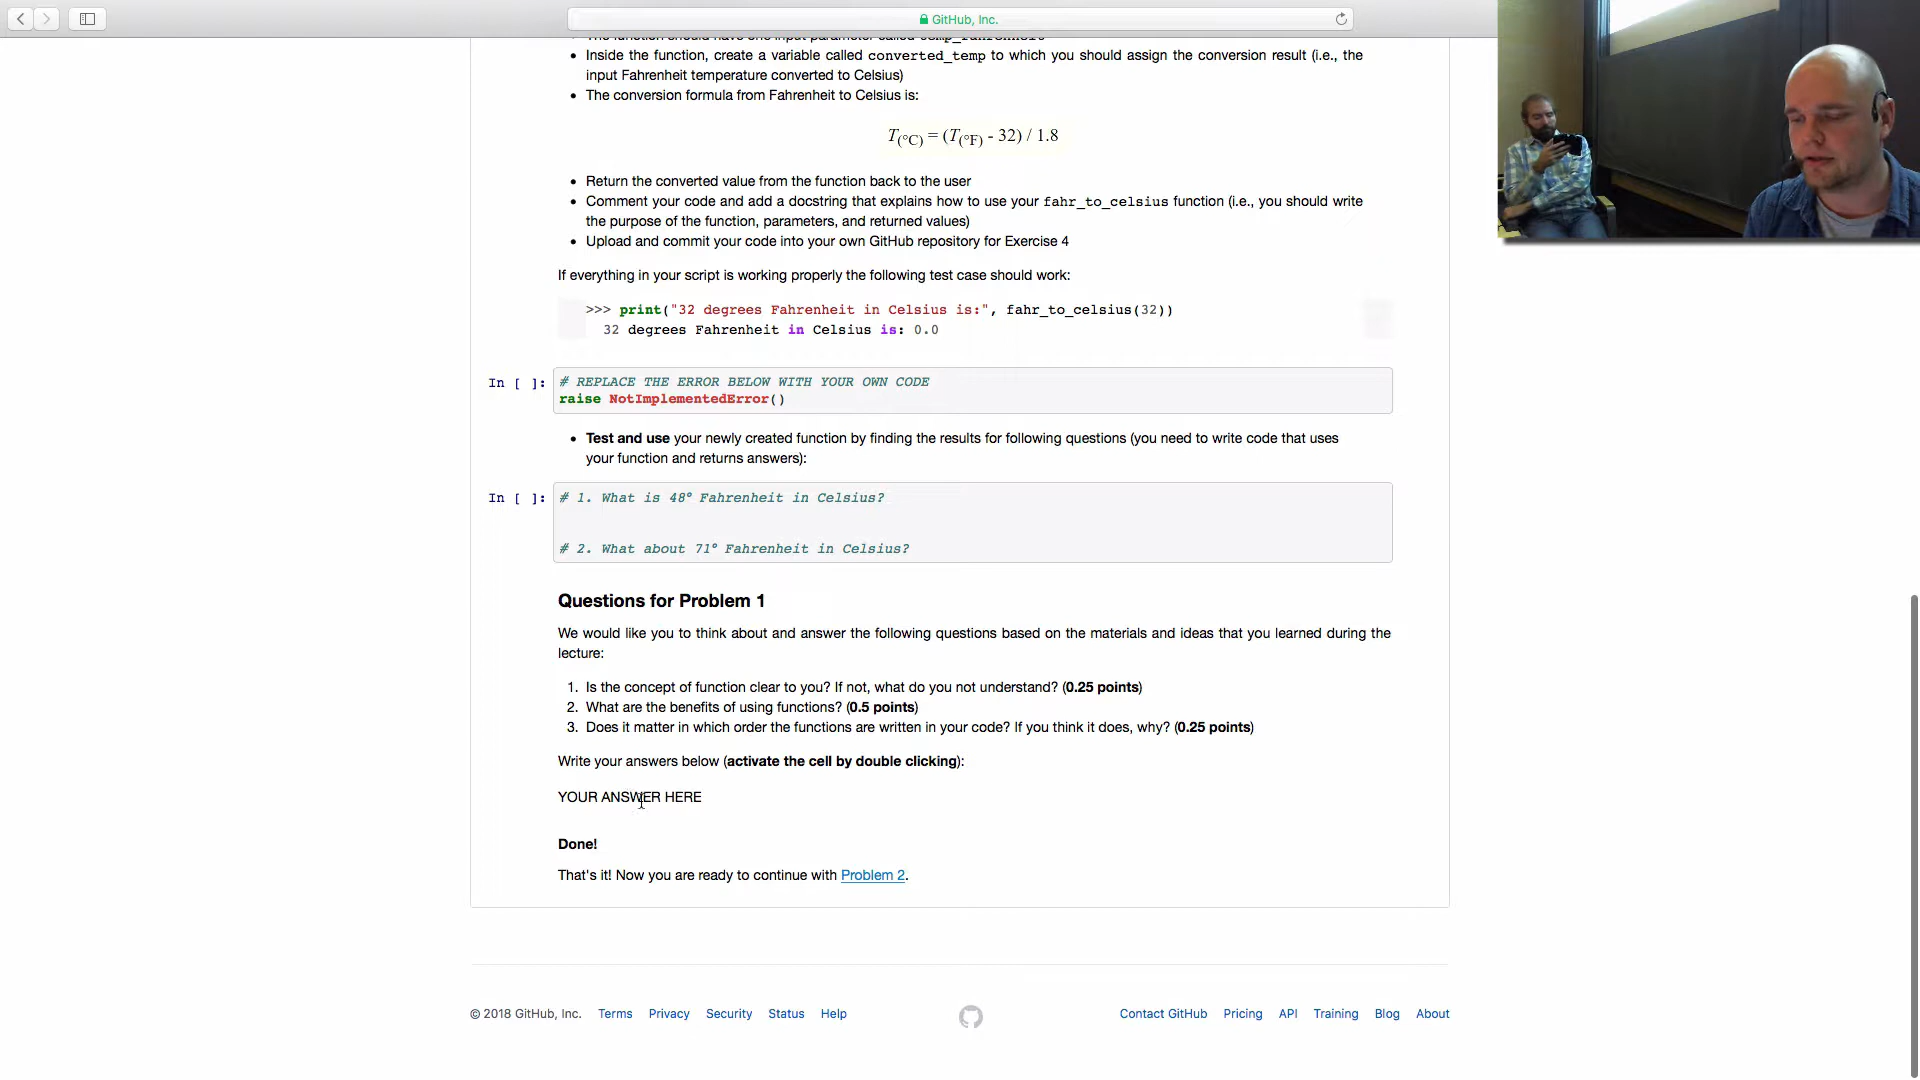 GitHub, Inc.
The function should have one input parameter called temp_fahrenheit
Inside the function, create a variable called converted_temp to which you should assign the conversion result (i.e., the
input Fahrenheit temperature converted to Celsius)
The conversion formula from Fahrenheit to Celsius is:
T(°C) = (T(°F) - 32) / 1.8
Return the converted value from the function back to the user
Comment your code and add a docstring that explains how to use your fahr_to_celsius function (i.e., you should write
the purpose of the function, parameters, and returned values)
Upload and commit your code into your own GitHub repository for Exercise 4
If everything in your script is working properly the following test case should work:
>>> print("32 degrees Fahrenheit in Celsius is:", fahr_to_celsius(32))
32 degrees Fahrenheit in Celsius is: 0.0
In [ ]: # REPLACE THE ERROR BELOW WITH YOUR OWN CODE
raise NotImplementedError()
Test and use your newly created function by finding the results for following questions (you need to write code that uses
your function and returns answers):
In [ ]: # 1. What is 48° Fahrenheit in Celsius?
# 2. What about 71° Fahrenheit in Celsius?
Questions for Problem 1
We would like you to think about and answer the following questions based on the materials and ideas that you learned during the
lecture:
1. Is the concept of function clear to you? If not, what do you not understand? (0.25 points)
2. What are the benefits of using functions? (0.5 points)
3. Does it matter in which order the functions are written in your code? If you think it does, why? (0.25 points)
Write your answers below (activate the cell by double clicking):
YOUR ANSWER HERE
Done!
That's it! Now you are ready to continue with Problem 2.
© 2018 GitHub, Inc. Terms Privacy Security Status Help Contact GitHub Pricing API Training Blog About